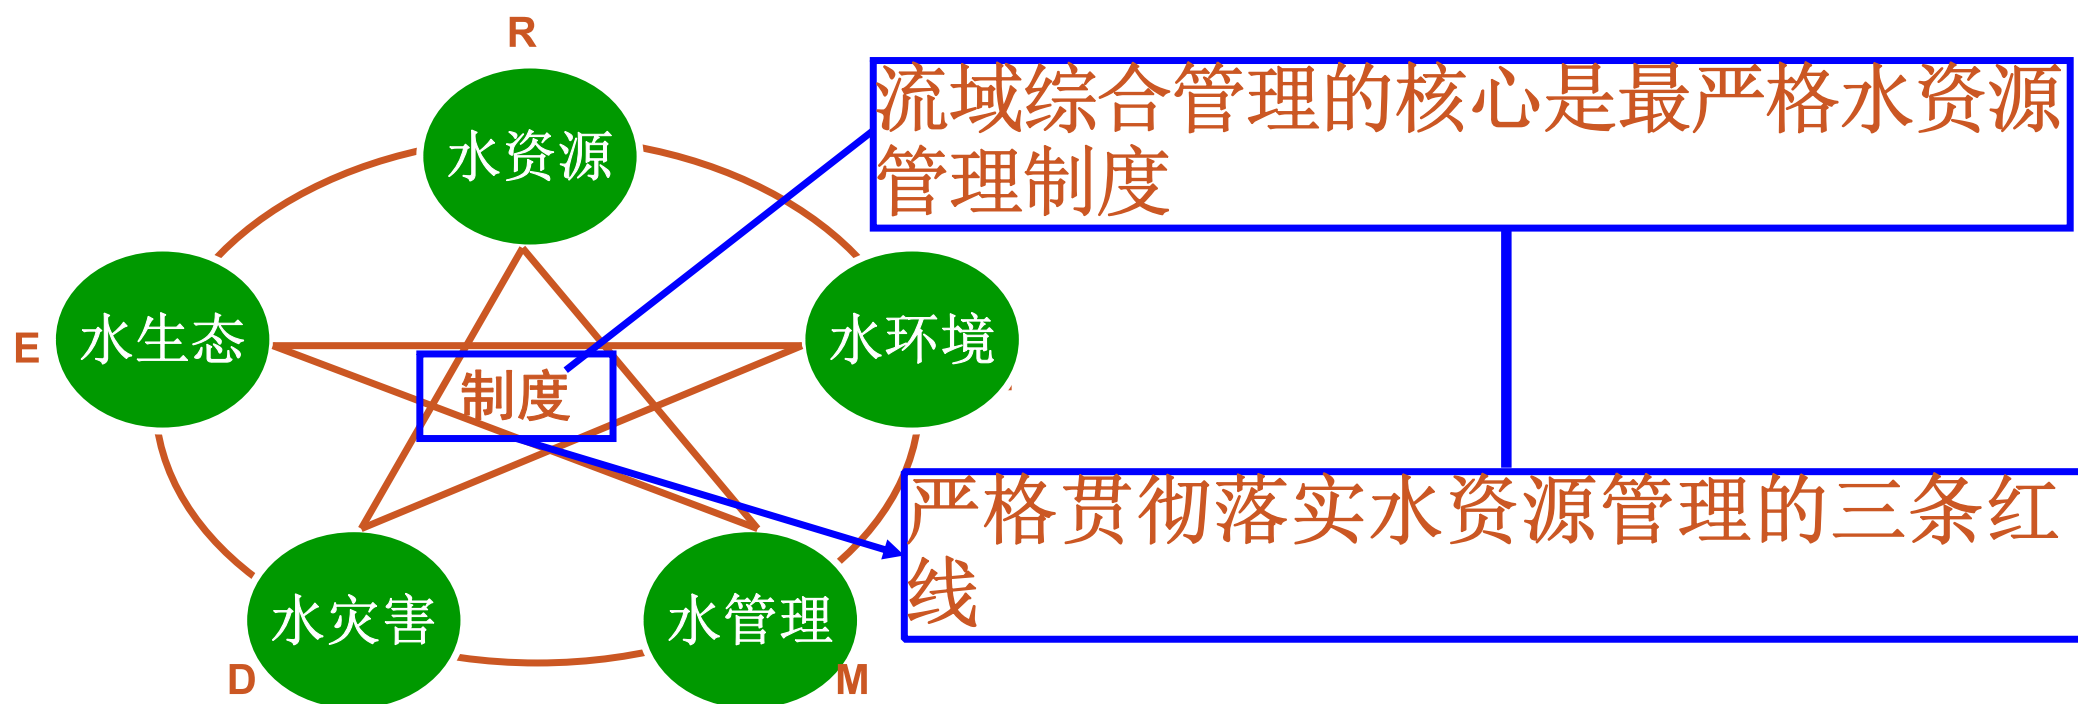 R
流域综合管理的核心是最严格水资源
管理制度
水资源
水生态
水环境
E
制度
严格贯彻落实水资源管理的三条红
线
水灾害
水管理
D
M